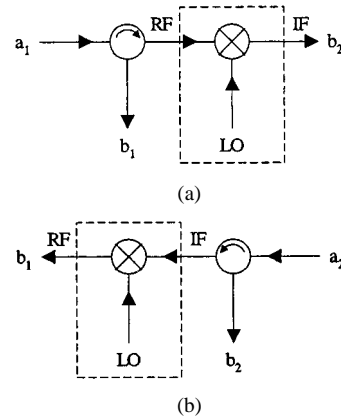 a1 RF IF b2
b1 LO
(a)
RF IF
b1 a2
LO b2
(b)